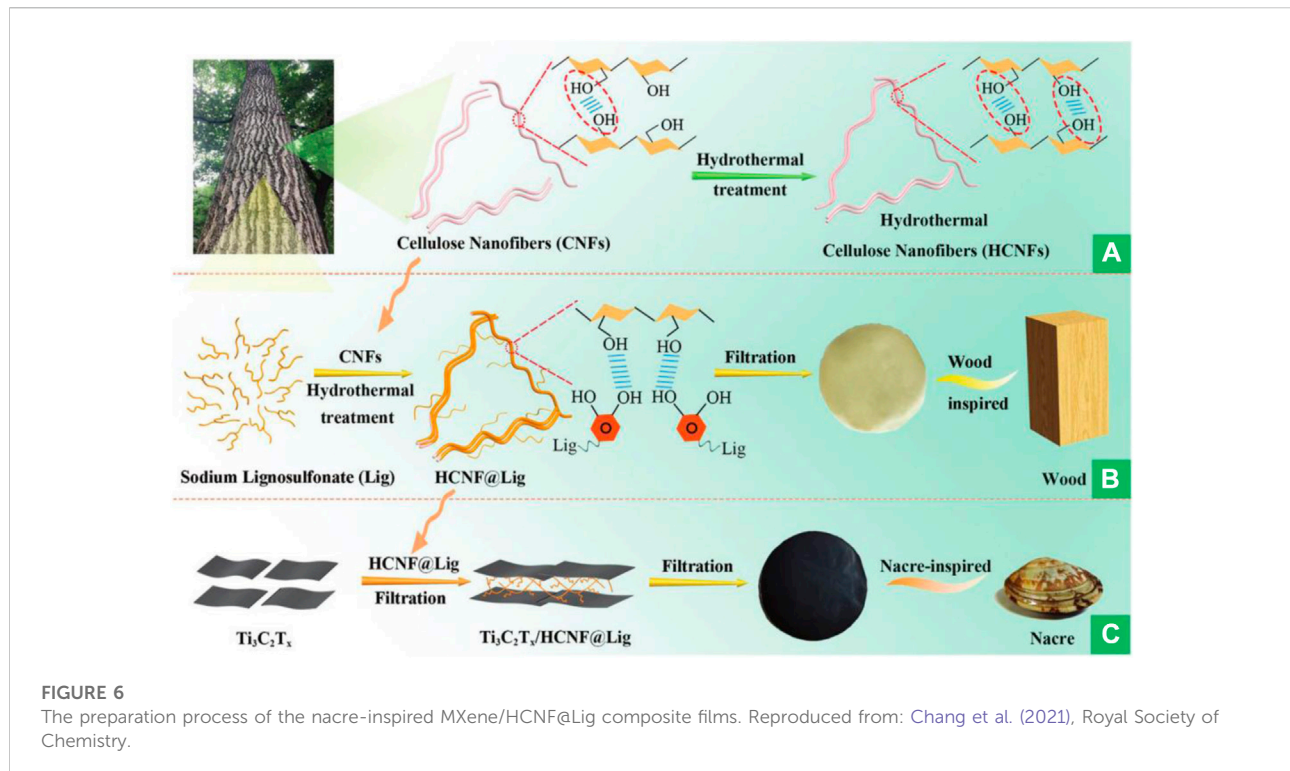 HO
OH
OH
OH
Hydrothermal
treatment
HO
HO
OH
OH
Cellulose Nanofibers (CNFs)
Hydrothermal
Cellulose Nanofibers (HCNFs)
A
CNFs
Hydrothermal
treatment
OH
HO
HO
OH
HO
OH
Lig
Lig
Filtration
Wood
inspired
Sodium Lignosulfonate (Lig)
HCNF@Lig
Wood
B
HCNF@Lig
Filtration
Filtration
Nacre-inspired
Ti₃C₂Tₓ
Ti₃C₂Tₓ/HCNF@Lig
Nacre
C
FIGURE 6
The preparation process of the nacre-inspired MXene/HCNF@Lig composite films. Reproduced from: Chang et al. (2021), Royal Society of
Chemistry.